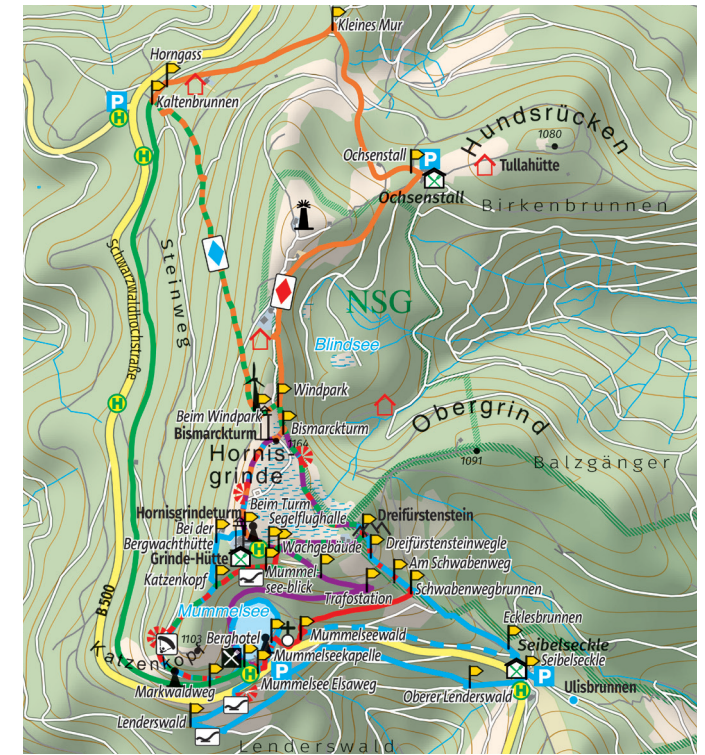 Kleines Mur
Horngass
P
H
Kaltenbrunnen
H
Hundsrücken
1080
Ochsenstall
P
Tullahütte
Ochsenstall
Birkenbrunnen
Schwarzwaldhochstraße
Steinweg
NSG
Blindsee
Windpark
H
Beim Windpark
Bismarckturm
Bismarckturm
1164
Hornis-
grinde
Obergrind
1091
Balzgänger
Hornisgrindeturm
Beim Turm
Segelflughalle
Dreifürstenstein
Bei der
Bergwachthütte
Grinde-Hütte
H
Wachgebäude
Dreifürstensteinwegle
Katzenkopf
Mummel-
see-blick
Am Schwabenweg
Trafostation
Schwabenwegbrunnen
B 500
Mummelsee
Ecklesbrunnen
1103
Berghotel
Mummelseewald
Seibelseckle
Katzenkopf
Mummelseekapelle
Seibelseckle
P
H
P
Markwaldweg
Mummelsee Elsaweg
Oberer Lenderswald
H
Ulisbrunnen
Lenderswald
Lenderswald